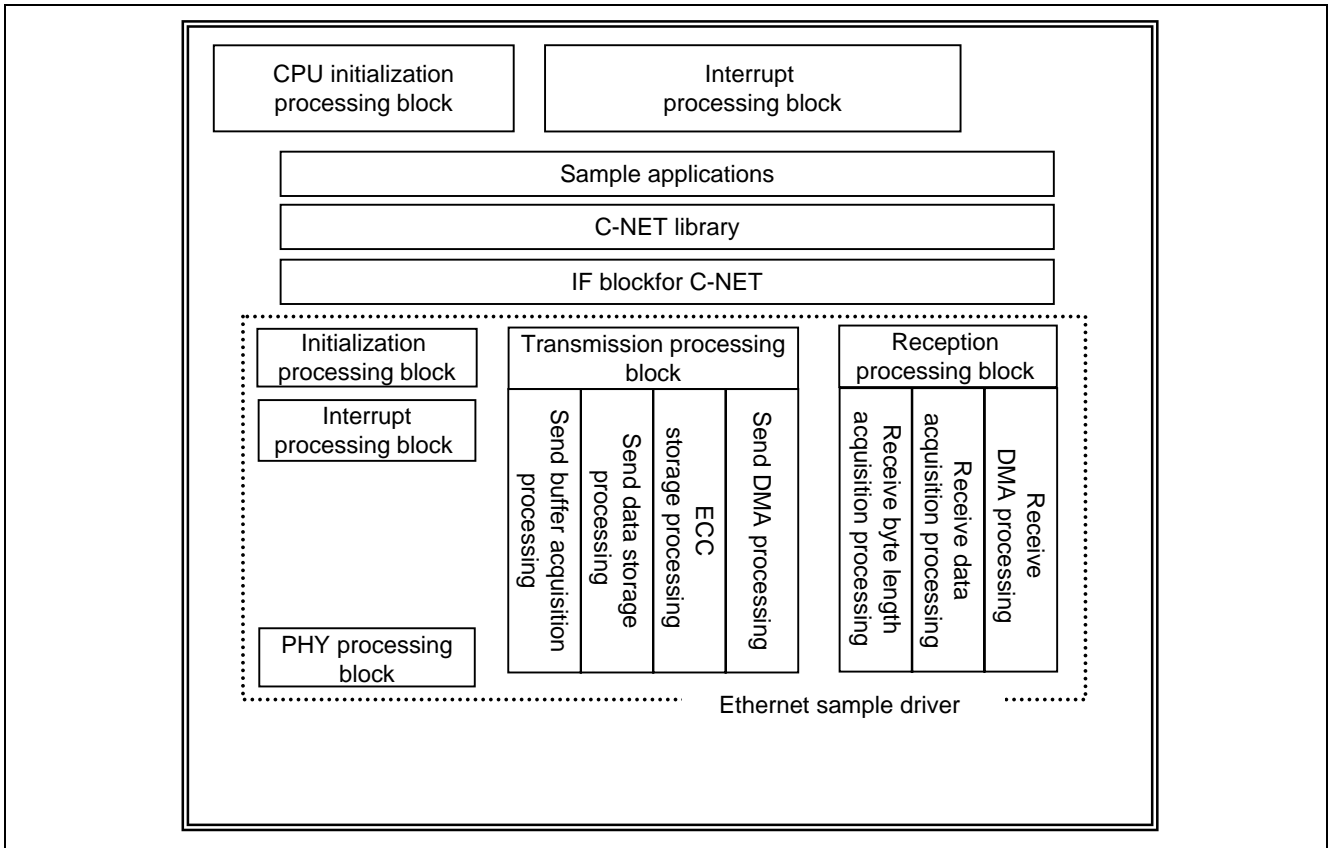 CPU initialization
processing block
Interrupt
processing block
Sample applications
C-NET library
IF blockfor C-NET
Initialization
processing block
Interrupt
processing block
PHY processing
block
Transmission processing
block
Send buffer acquisition
processing
Send data storage
processing
ECC
storage processing
Send DMA processing
Reception
processing block
Receive byte length
acquisition processing
Receive data
acquisition processing
Receive
DMA processing
Ethernet sample driver